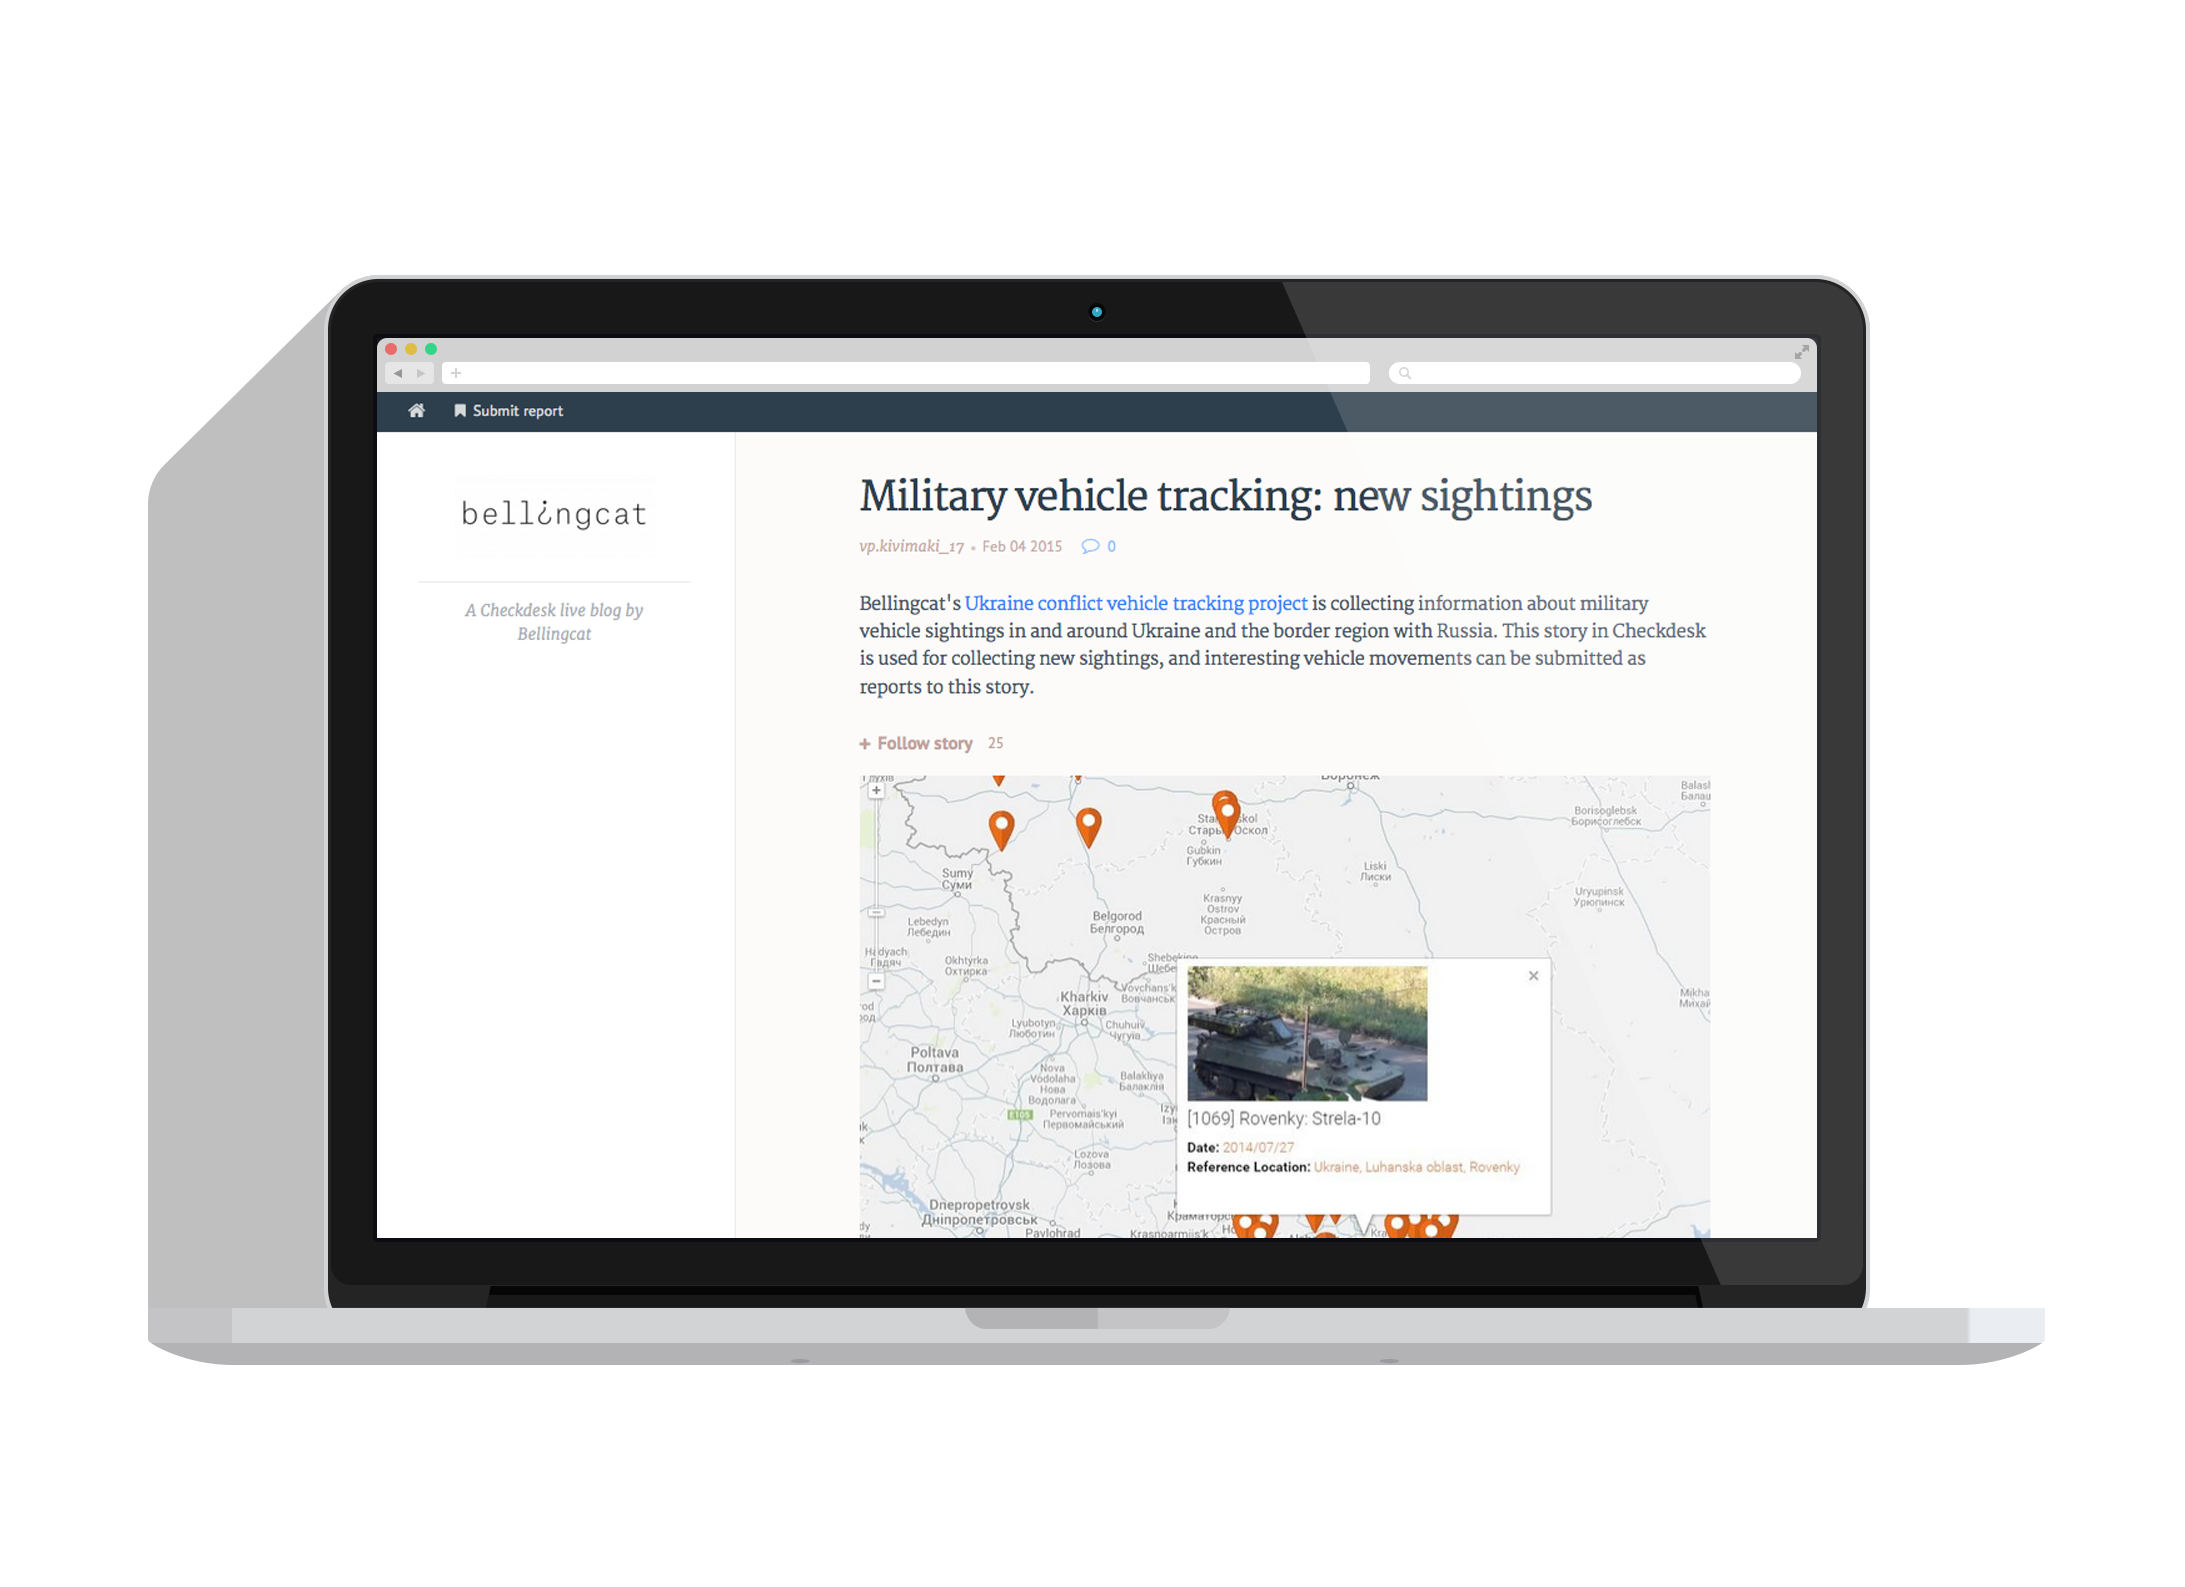 Submit report
bell¿ngcat
A Checkdesk live blog by
Bellingcat
Military vehicle tracking: new sightings
vp.kivimaki_17 • Feb 04 2015 0
Bellingcat's Ukraine conflict vehicle tracking project is collecting information about military
vehicle sightings in and around Ukraine and the border region with Russia. This story in Checkdesk
is used for collecting new sightings, and interesting vehicle movements can be submitted as
reports to this story.
+ Follow story 25
Воронеж
Borisoglebsk
Борисоглебск
Оскол
Gubkin
Губкин
Sumy
Суми
Liski
Лиски
Uryupinsk
Урюпинск
Krasnyy
Ostrov
Красный
Остров
Lebedyn
Лебедин
Belgorod
Белгород
Hadyach
Гадяч
Okhtyrka
Охтирка
Kharkiv
Харків
Lyubotyn
Люботин
Chuhuiv
Чугуїв
Poltava
Полтава
Nova
Vodolaha
Нова
Водолага
Balakliya
Балаклія
E105
Pervomais'kyi
Первомайський
Lozova
Лозова
Dnepropetrovsk
Дніпропетровськ
Pavlohrad
Krasnoarmiis'k
[1069] Rovenky: Strela-10
Date: 2014/07/27
Reference Location: Ukraine, Luhanska oblast, Rovenky